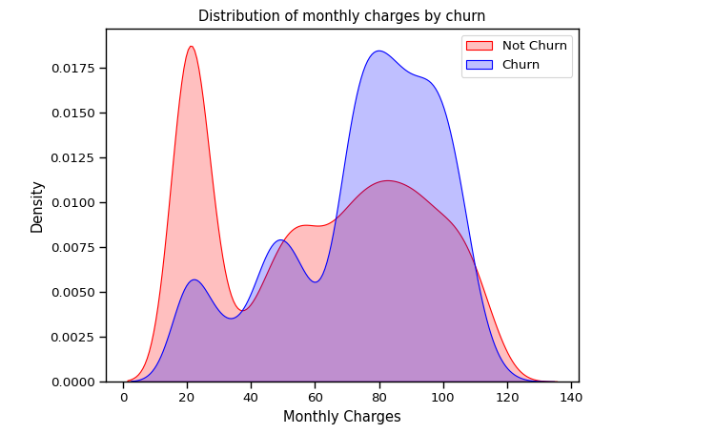 Distribution of monthly charges by churn
Not Churn
Churn
0.0175
0.0150
0.0125
0.0100
0.0075
0.0050
0.0025
0.0000
Density
0 20 40 60 80 100 120 140
Monthly Charges